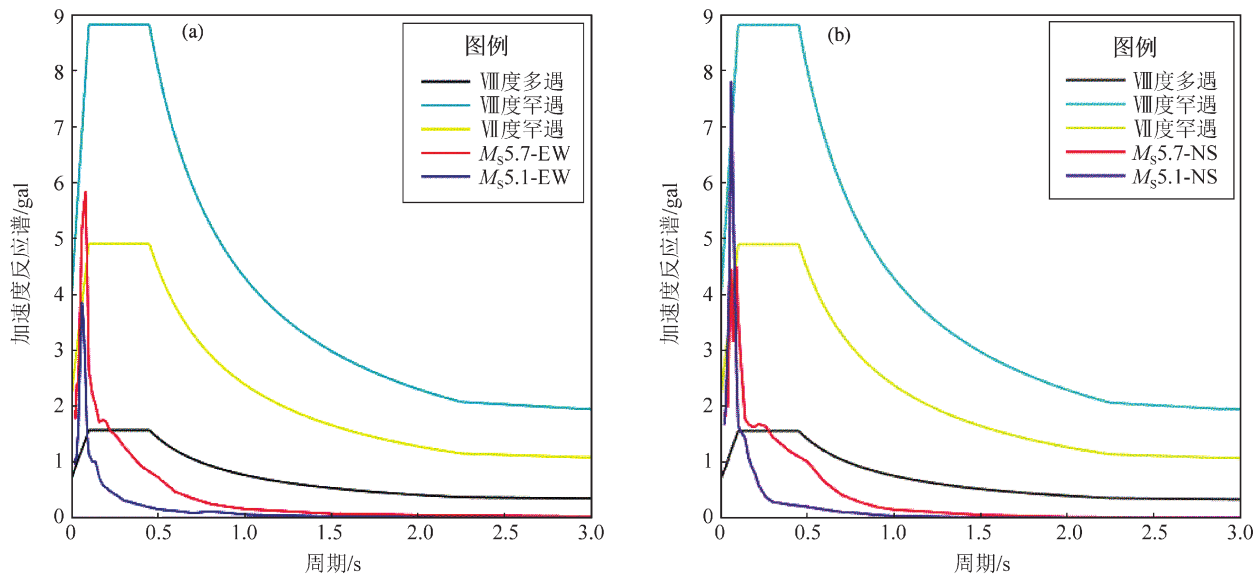 (a)
图例
Ⅷ度多遇
Ⅷ度罕遇
Ⅶ度罕遇
MS5.7-EW
MS5.1-EW
加速度反应谱/gal
9
8
7
6
5
4
3
2
1
0
0
0.5
1.0
1.5
2.0
2.5
3.0
周期/s
(b)
图例
Ⅷ度多遇
Ⅷ度罕遇
Ⅶ度罕遇
MS5.7-NS
MS5.1-NS
加速度反应谱/gal
9
8
7
6
5
4
3
2
1
0
0
0.5
1.0
1.5
2.0
2.5
3.0
周期/s